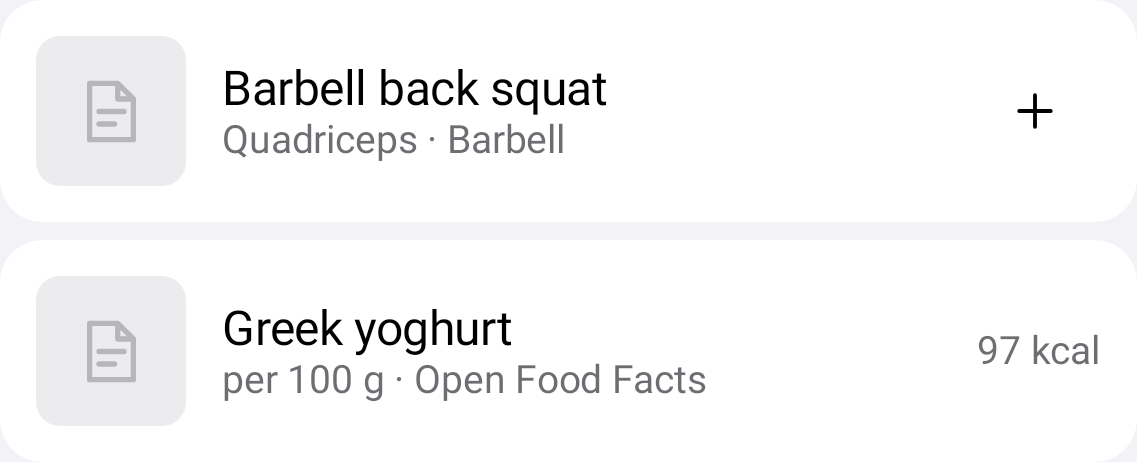 Barbell back squat
Quadriceps · Barbell
Greek yoghurt
per 100 g · Open Food Facts
97 kcal